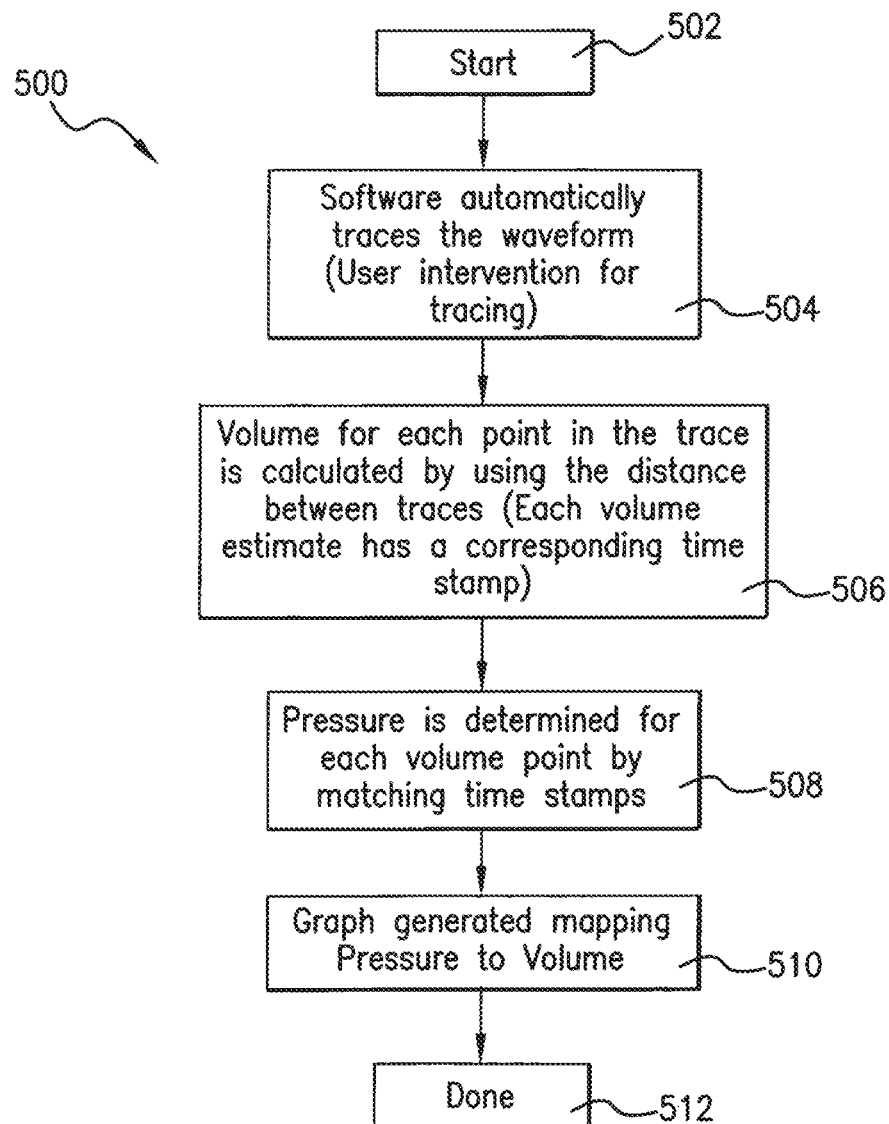 502
Start
500
Software automatically
traces the waveform
(User intervention for
tracing)
504
Volume for each point in the trace
is calculated by using the distance
between traces (Each volume
estimate has a corresponding time
stamp)
506
Pressure is determined for
each volume point by
matching time stamps
508
Graph generated mapping
Pressure to Volume
510
Done
512